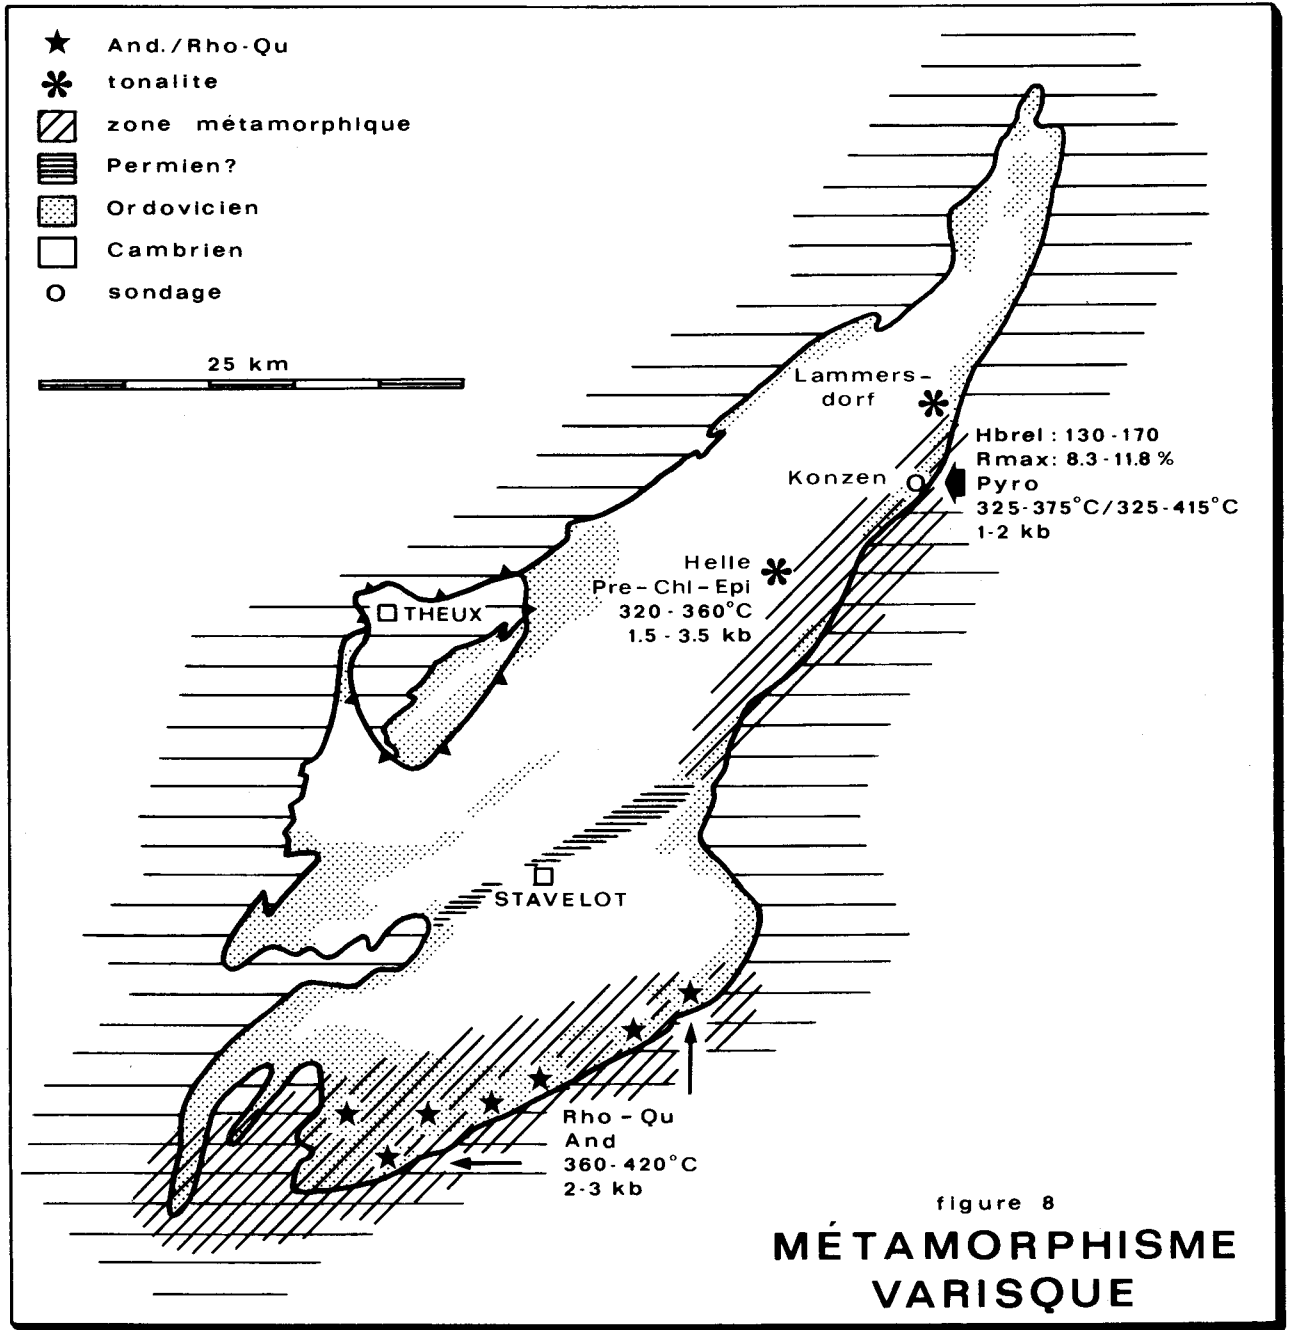 And./Rho-Qu
tonalite
zone métamorphique
Permien?
Ordovicien
Cambrien
sondage
25 km
Lammers-
dorf
Hbrel : 130-170
Rmax: 8.3-11.8 %
Konzen
Pyro
325-375°C/325-415°C
1-2 kb
Helle
Pre-Chl-Epi
320-360°C
1.5-3.5 kb
THEUX
STAVELOT
Rho-Qu
And
360-420°C
2-3 kb
figure 8
MÉTAMORPHISME
VARISQUE